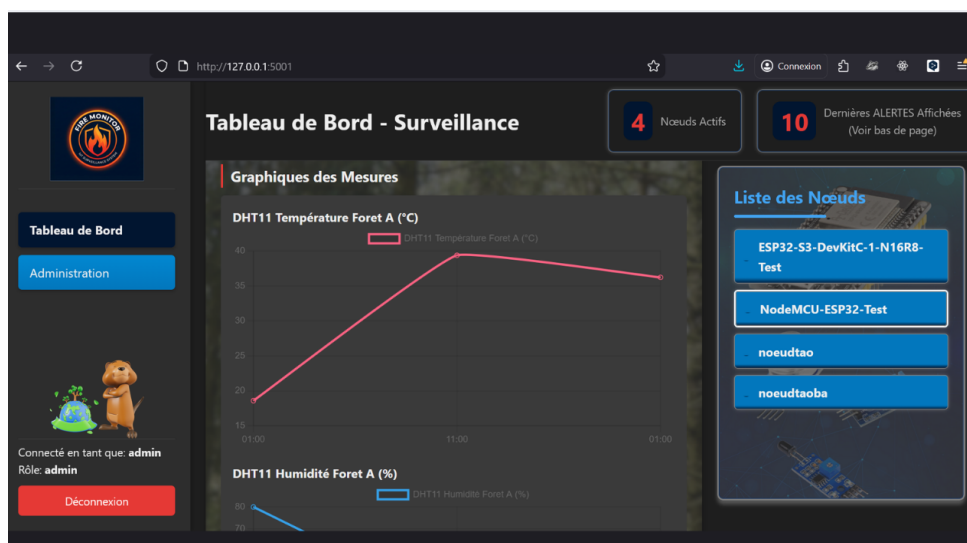 http://127.0.0.1:5001
Connexion
FIRE MONITOR
Tableau de Bord - Surveillance
4 Nœuds Actifs
10 Dernières ALERTES Affichées
(Voir bas de page)
Tableau de Bord
Administration
Connecté en tant que: admin
Rôle: admin
Déconnexion
Graphiques des Mesures
DHT11 Température Foret A (°C)
DHT11 Température Foret A (°C)
40
35
30
25
20
15
01:00 11:00 01:00
DHT11 Humidité Foret A (%)
DHT11 Humidité Foret A (%)
80
70
Liste des Nœuds
ESP32-S3-DevKitC-1-N16R8-
Test
NodeMCU-ESP32-Test
noeudtao
noeudtaoba